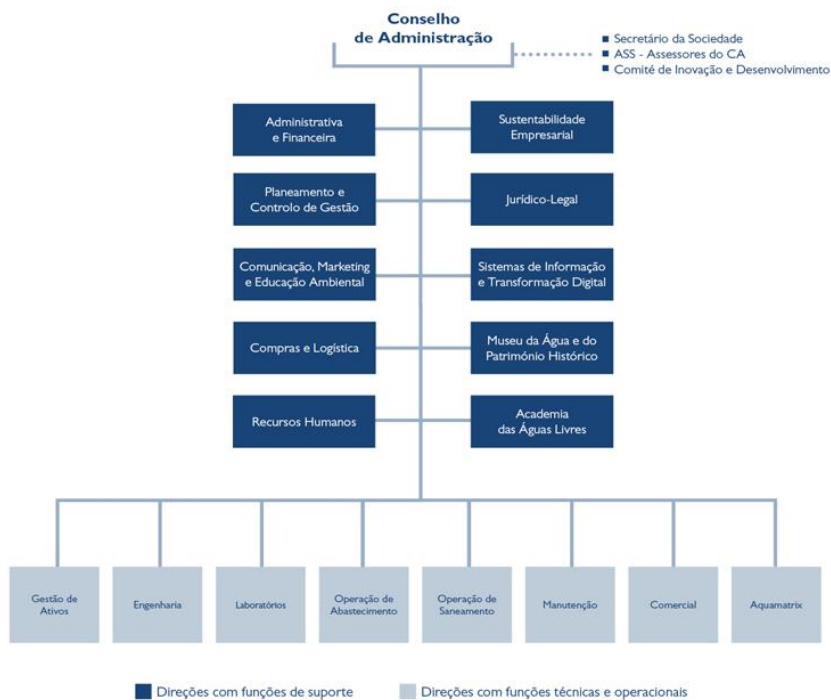 Conselho
de Administração
Secretário da Sociedade
ASS - Assessores do CA
Comité de Inovação e Desenvolvimento
Administrativa
e Financeira
Sustentabilidade
Empresarial
Planeamento e
Controlo de Gestão
Jurídico-Legal
Comunicação, Marketing
e Educação Ambiental
Sistemas de Informação
e Transformação Digital
Compras e Logística
Museu da Água e do
Património Histórico
Recursos Humanos
Academia
das Águas Livres
Gestão de
Ativos
Engenharia
Laboratórios
Operação de
Abastecimento
Operação de
Saneamento
Manutenção
Comercial
Aquamatrix
Direções com funções de suporte
Direções com funções técnicas e operacionais